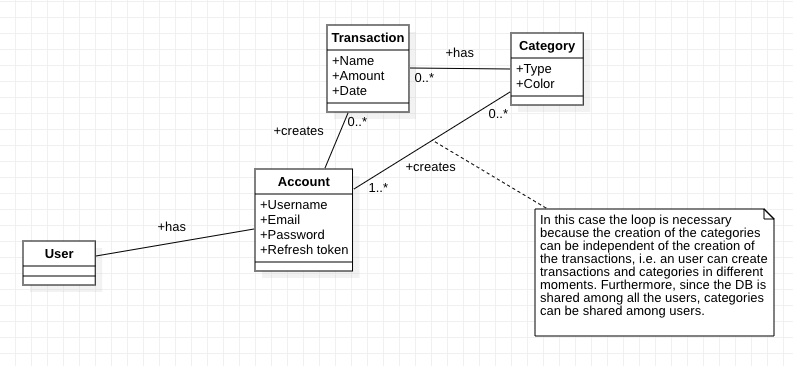 Transaction
+Name
+Amount
+Date
+has
0..*
Category
+Type
+Color
0..*
0..*
+creates
+creates
1..*
Account
+Username
+Email
+Password
+Refresh token
+has
User
In this case the loop is necessary
because the creation of the categories
can be independent of the creation of
the transactions, i.e. an user can create
transactions and categories in different
moments. Furthermore, since the DB is
shared among all the users, categories
can be shared among users.